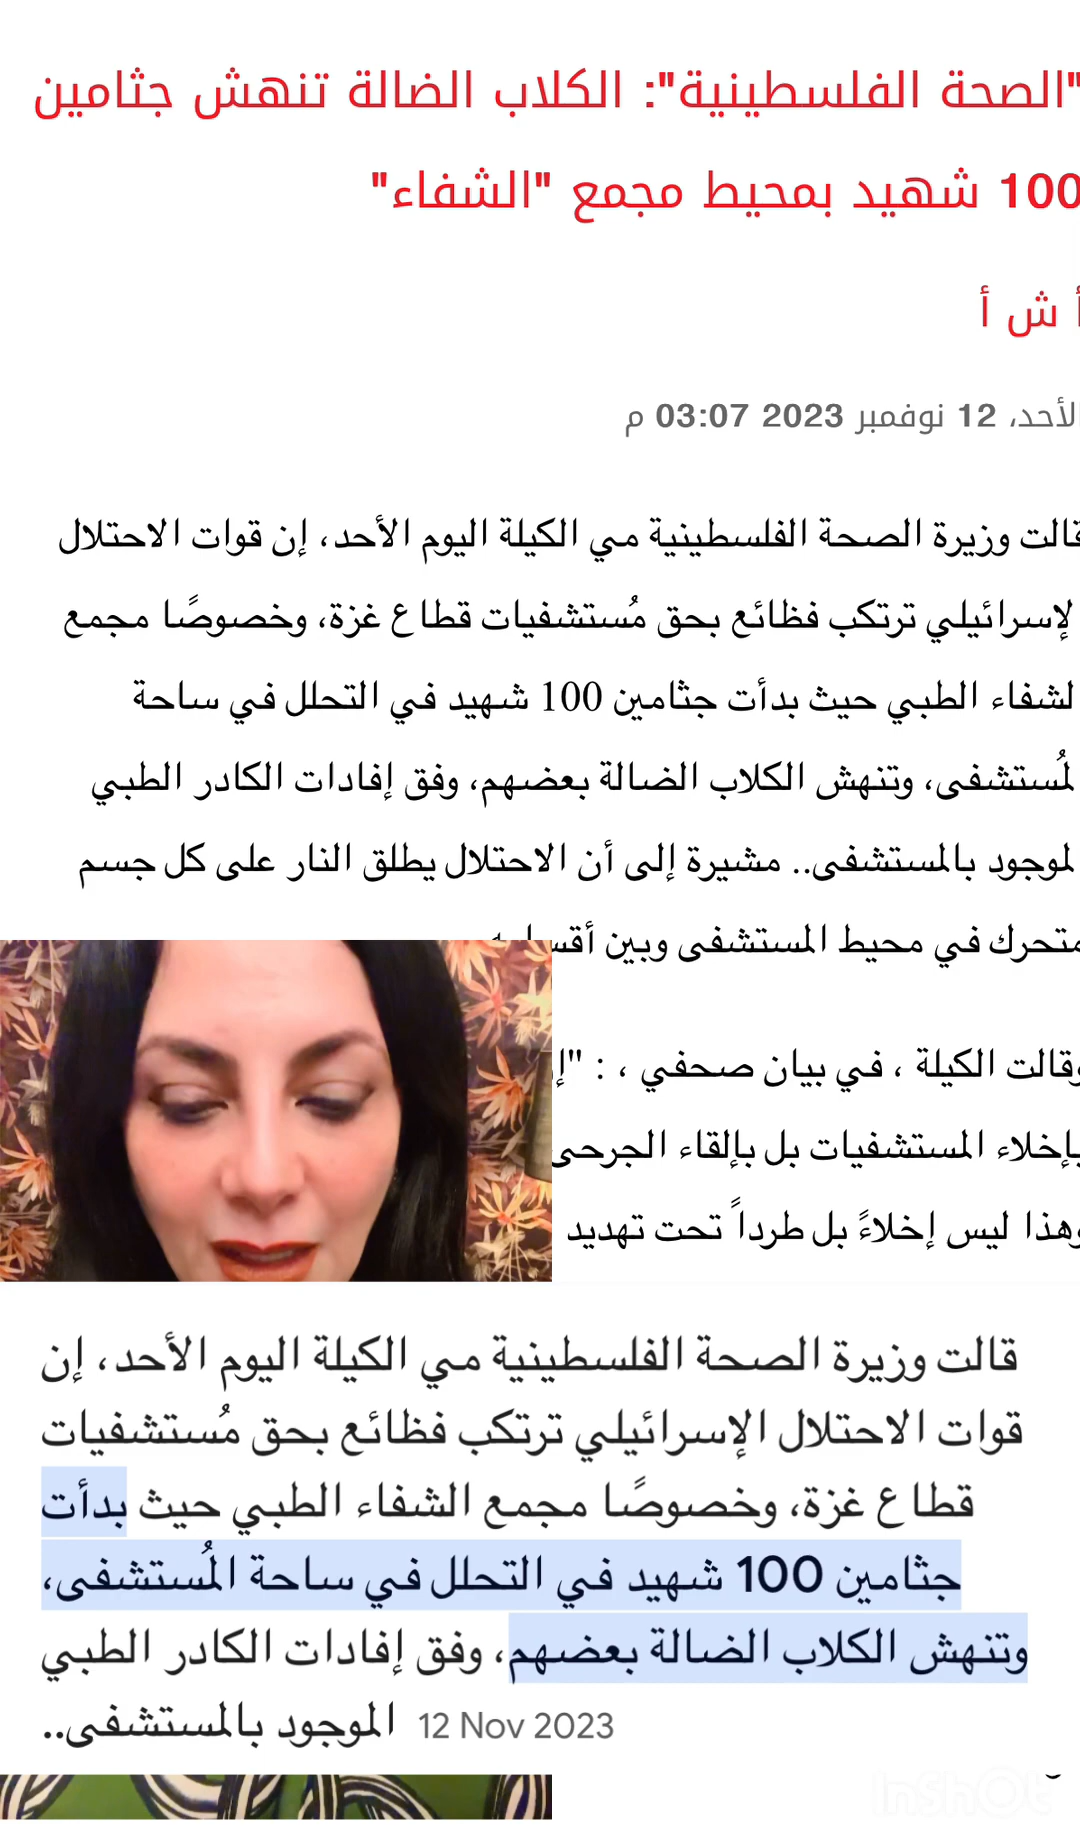 "الصحة الفلسطينية": الكلاب الضالة تنهش جثامين
100 شهيد بمحيط مجمع "الشفاء"
أ ش أ
الأحد، 12 نوفمبر 2023 03:07 م
قالت وزيرة الصحة الفلسطينية مي الكيلة اليوم الأحد، إن قوات الاحتلال
لإسرائيلي ترتكب فظائع بحق مُستشفيات قطاع غزة، وخصوصًا مجمع
لشفاء الطبي حيث بدأت جثامين 100 شهيد في التحلل في ساحة
لمُستشفى، وتنهش الكلاب الضالة بعضهم، وفق إفادات الكادر الطبي
لموجود بالمستشفى.. مشيرة إلى أن الاحتلال يطلق النار على كل جسم
متحرك في محيط المستشفى وبين
وقالت الكيلة ، في بيان صحفي ، : "
بإخلاء المستشفيات بل بإلقاء الجرحى
وهذا ليس إخلاءً بل طرداً تحت تهديد
قالت وزيرة الصحة الفلسطينية مي الكيلة اليوم الأحد، إن
قوات الاحتلال الإسرائيلي ترتكب فظائع بحق مُستشفيات
قطاع غزة، وخصوصًا مجمع الشفاء الطبي حيث بدأت
جثامين 100 شهيد في التحلل في ساحة المُستشفى،
وتنهش الكلاب الضالة بعضهم، وفق إفادات الكادر الطبي
الموجود بالمستشفى.. 12 Nov 2023
InShOt